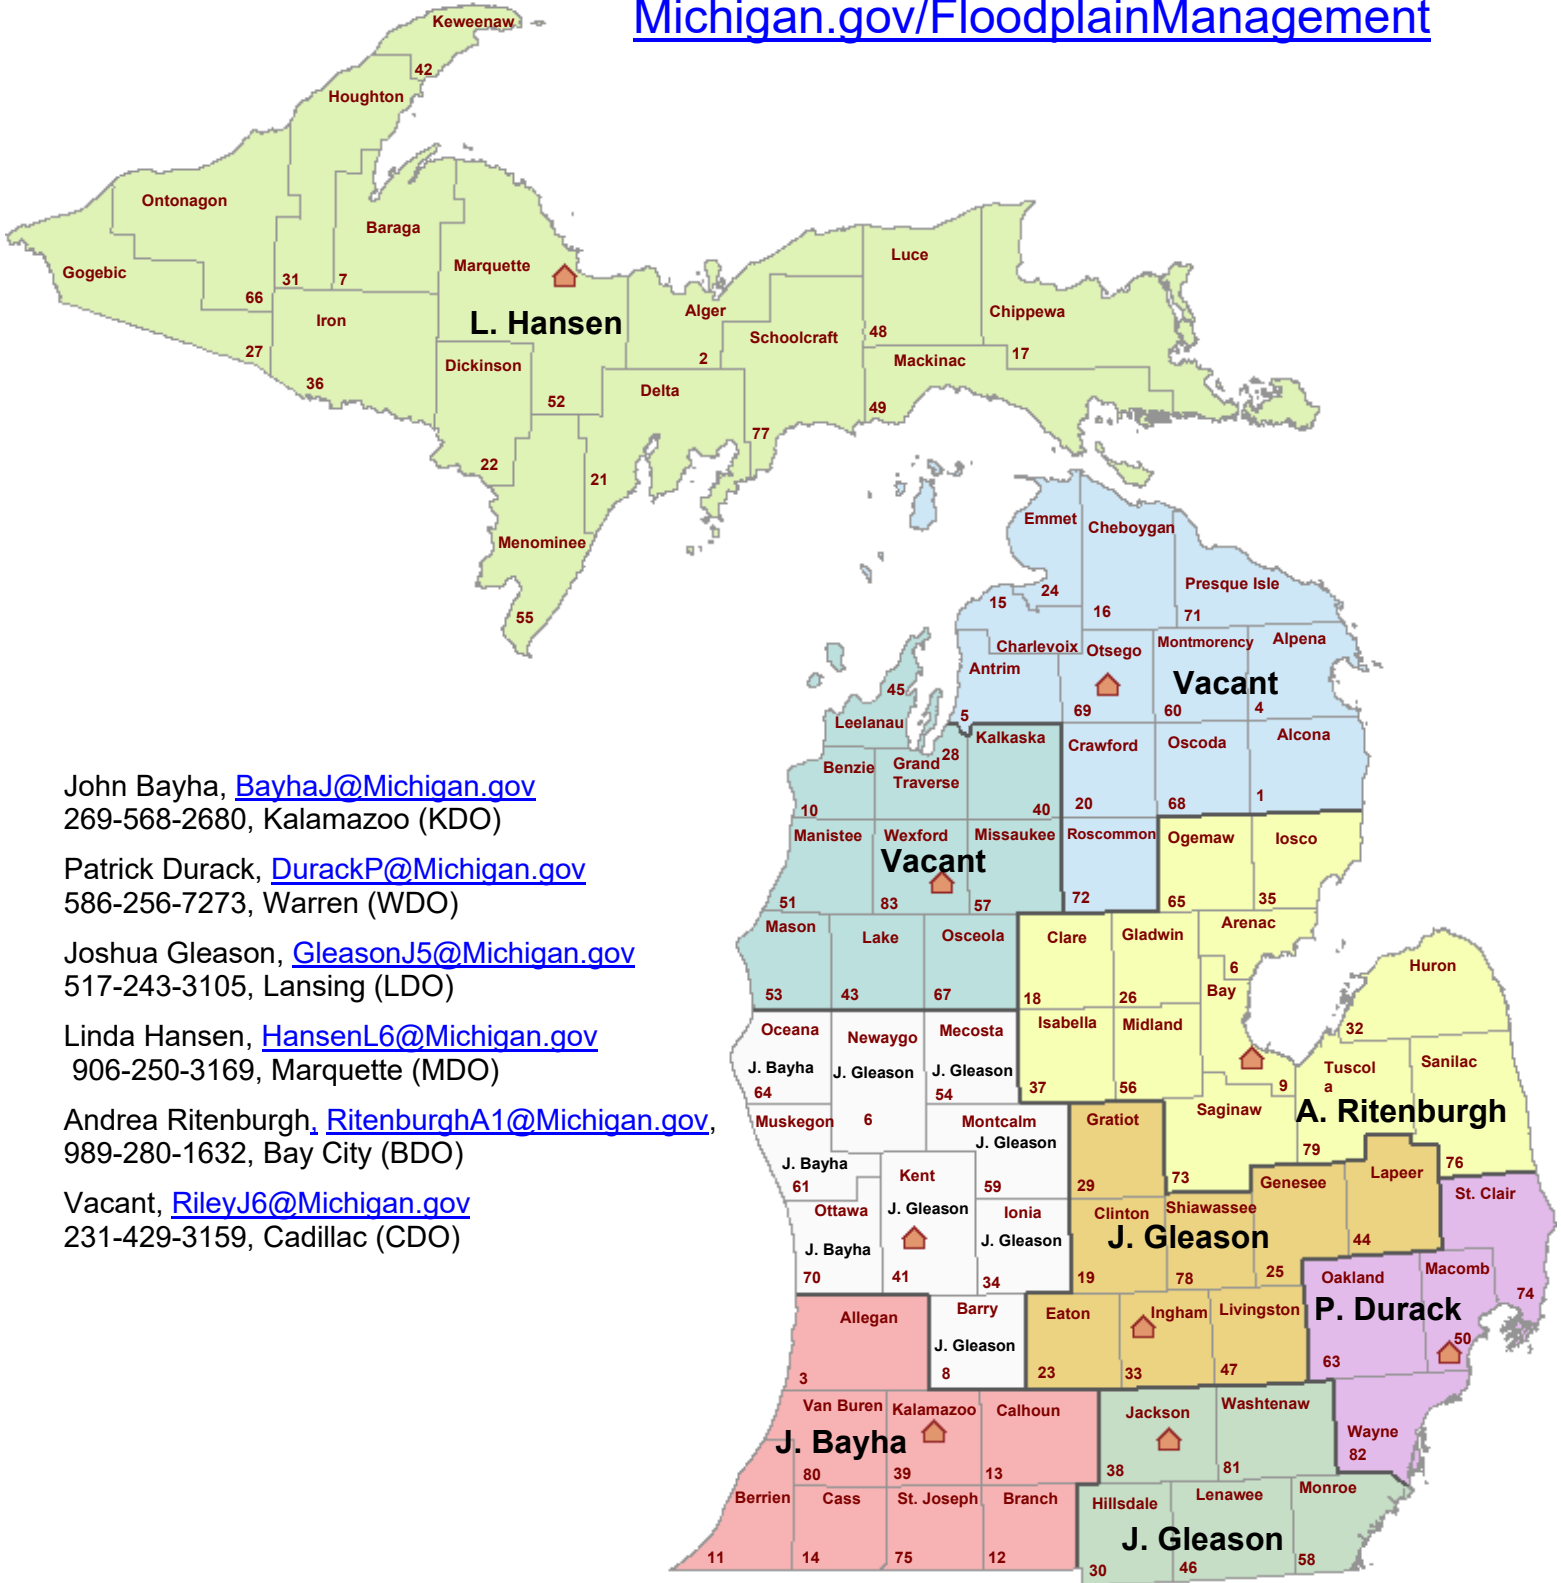 Michigan.gov/FloodplainManagement
Keweenaw
42
Houghton
Ontonagon
Baraga
Gogebic
Marquette
31
7
66
Iron
L. Hansen
27
36
Dickinson
Alger
2
Schoolcraft
Luce
48
Chippewa
17
Mackinac
49
52
Delta
77
22
21
Menominee
55
Emmet
Cheboygan
24
15
16
Presque Isle
71
Charlevoix
Otsego
Montmorency
Alpena
Antrim
Vacant
45
5
69
60
4
Leelanau
Kalkaska
28
Grand
Traverse
Benzie
Crawford
Oscoda
Alcona
10
40
20
68
1
Manistee
Wexford
Missaukee
Roscommon
Ogemaw
Iosco
Vacant
51
83
57
72
65
35
Mason
Lake
Osceola
Clare
Gladwin
Arenac
6
Bay
Huron
53
43
67
18
26
32
Oceana
Newaygo
Mecosta
Isabella
Midland
J. Bayha
J. Gleason
J. Gleason
64
54
37
56
9
Tuscol
a
Sanilac
Muskegon
6
Montcalm
J. Gleason
Gratiot
Saginaw
A. Ritenburgh
J. Bayha
61
Kent
59
29
73
79
76
Genesee
Lapeer
St. Clair
Ottawa
J. Gleason
Ionia
Clinton
Shiawassee
J. Bayha
J. Gleason
J. Gleason
44
70
41
34
19
78
25
Oakland
Macomb
74
Allegan
Barry
Eaton
Ingham
Livingston
P. Durack
J. Gleason
50
3
8
23
33
47
63
Van Buren
Kalamazoo
Calhoun
Jackson
Washtenaw
J. Bayha
Wayne
82
80
39
13
38
81
Berrien
Cass
St. Joseph
Branch
Hillsdale
Lenawee
Monroe
J. Gleason
11
14
75
12
30
46
58
John Bayha, BayhaJ@Michigan.gov
269-568-2680, Kalamazoo (KDO)
Patrick Durack, DurackP@Michigan.gov
586-256-7273, Warren (WDO)
Joshua Gleason, GleasonJ5@Michigan.gov
517-243-3105, Lansing (LDO)
Linda Hansen, HansenL6@Michigan.gov
906-250-3169, Marquette (MDO)
Andrea Ritenburgh, RitenburghA1@Michigan.gov,
989-280-1632, Bay City (BDO)
Vacant, RileyJ6@Michigan.gov
231-429-3159, Cadillac (CDO)